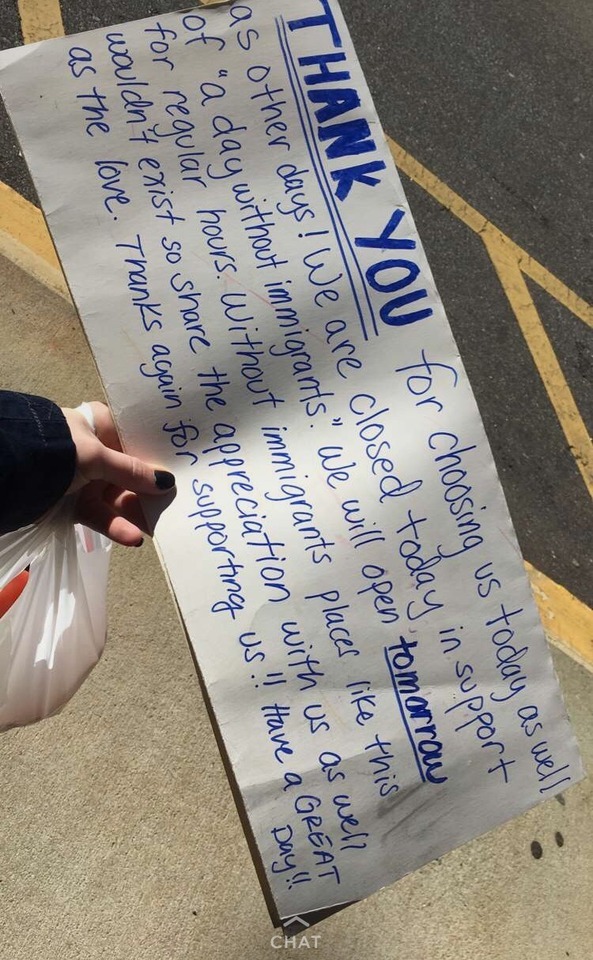 THANK YOU for choosing us today as well
as other days! We are closed today in support
of "a day without immigrants." We will open tomorrow
for regular hours. Without immigrants places like this
wouldn't exist so share the appreciation with us as well
as the love. Thanks again for supporting us!! Have a GREAT
Day!!
CHAT